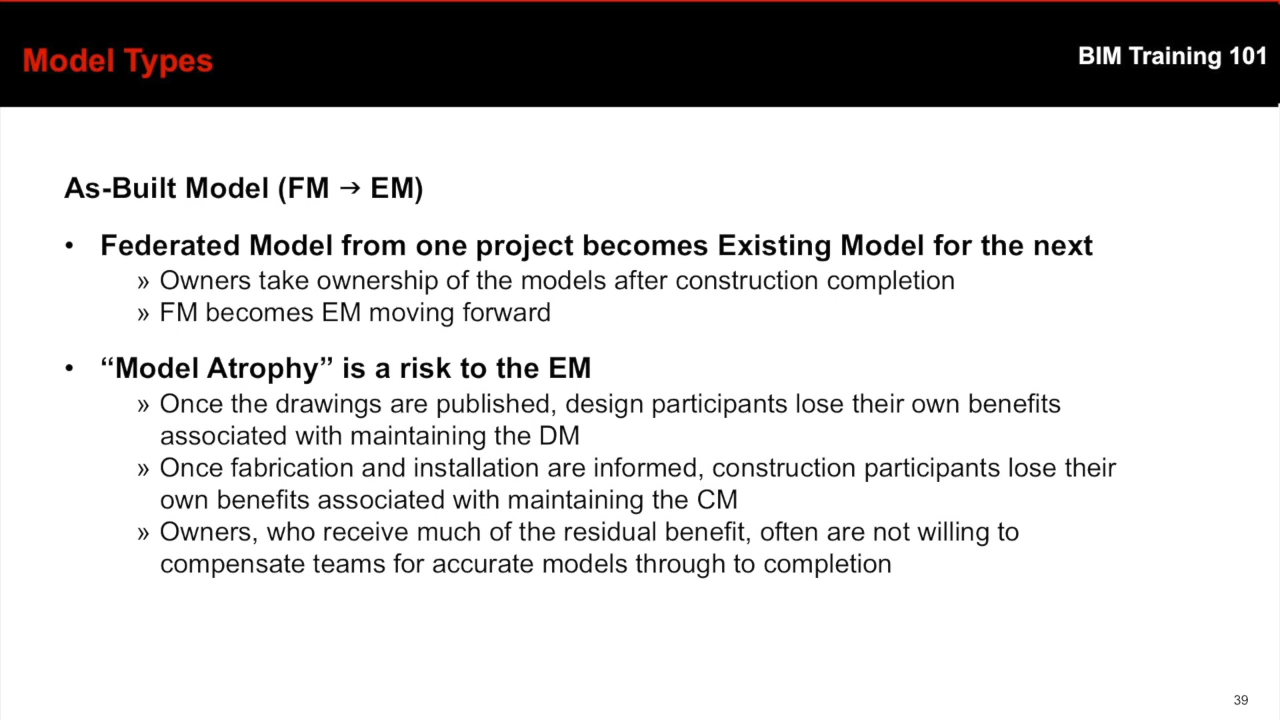 Model Types
BIM Training 101
As-Built Model (FM → EM)
• Federated Model from one project becomes Existing Model for the next
» Owners take ownership of the models after construction completion
» FM becomes EM moving forward
• “Model Atrophy” is a risk to the EM
» Once the drawings are published, design participants lose their own benefits
associated with maintaining the DM
» Once fabrication and installation are informed, construction participants lose their
own benefits associated with maintaining the CM
» Owners, who receive much of the residual benefit, often are not willing to
compensate teams for accurate models through to completion
39